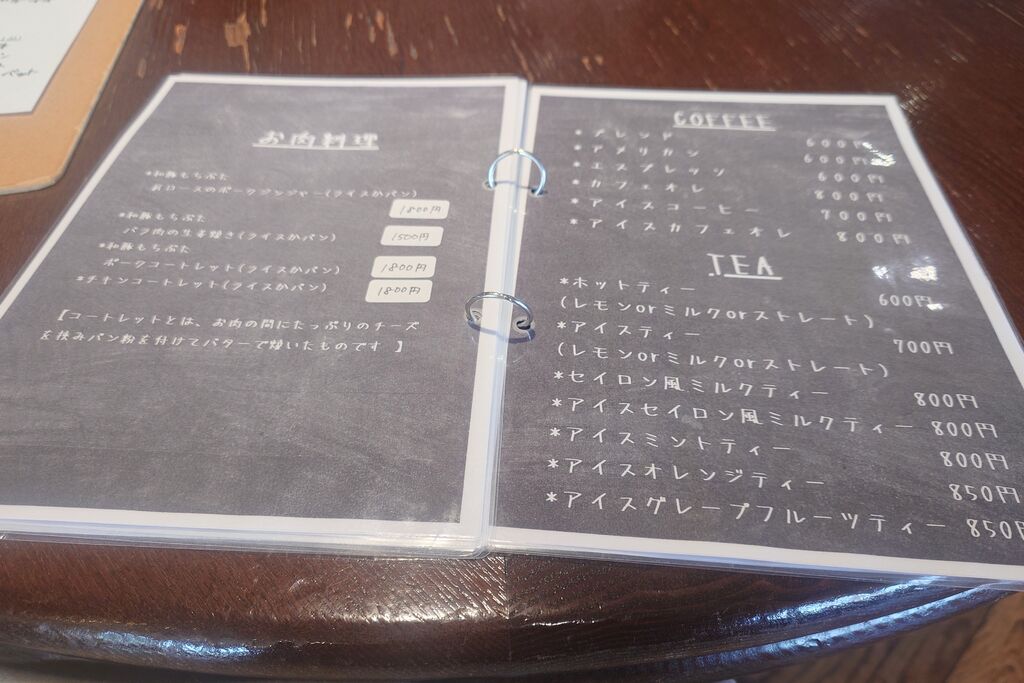 お肉料理
*和豚もちぶた
肩ロースのポークジンジャー(ライスかパン)
1800円
*和豚もちぶた
バラ肉の生姜焼き(ライスかパン)
1500円
*和豚もちぶた
ポークコートレット(ライスかパン)
1800円
*チキンコートレット(ライスかパン)
1800円
【コートレットとは、お肉の間にたっぷりのチーズ
を挟みパン粉を付けてバターで焼いたものです 】
COFFEE
*ブレンド 600円
*アメリカン 600円
*エスプレッソ 600円
*カフェオレ 800円
*アイスコーヒー 700円
*アイスカフェオレ 800円
TEA
*ホットティー 600円
(レモンorミルクorストレート)
*アイスティー 700円
(レモンorミルクorストレート)
*セイロン風ミルクティー 800円
*アイスセイロン風ミルクティー 800円
*アイスミントティー 800円
*アイスオレンジティー 850円
*アイスグレープフルーツティー 850円